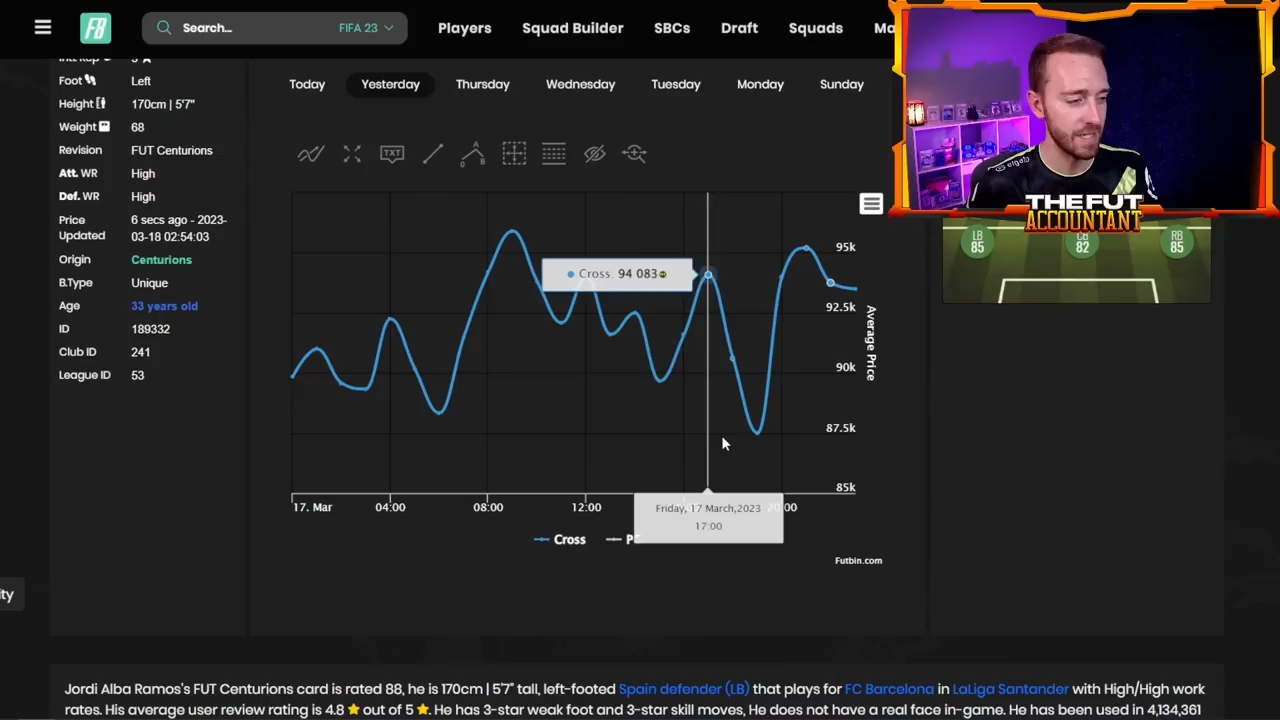 FB
Search...
FIFA 23
Players
Squad Builder
SBCs
Draft
Squads
Foot
Left
Height
170cm | 5'7"
Weight
68
Revision
FUT Centurions
Att. WR
High
Def. WR
High
Price
Updated
6 secs ago - 2023-
03-18 02:54:03
Origin
Centurions
B.Type
Unique
Age
33 years old
ID
189332
Club ID
241
League ID
53
Today
Yesterday
Thursday
Wednesday
Tuesday
Monday
Sunday
TXT
Cross: 94 083
95k
92.5k
90k
87.5k
85k
Average Price
17. Mar
04:00
08:00
12:00
Friday, 17 March,2023
17:00
Cross
Futbin.com
elgato
THE FUT
ACCOUNTANT
LB
85
CB
82
RB
85
Jordi Alba Ramos's FUT Centurions card is rated 88, he is 170cm | 5'7" tall, left-footed Spain defender (LB) that plays for FC Barcelona in LaLiga Santander with High/High work
rates. His average user review rating is 4.8 ⭐ out of 5 ⭐. He has 3-star weak foot and 3-star skill moves, He does not have a real face in-game. He has been used in 4,134,361